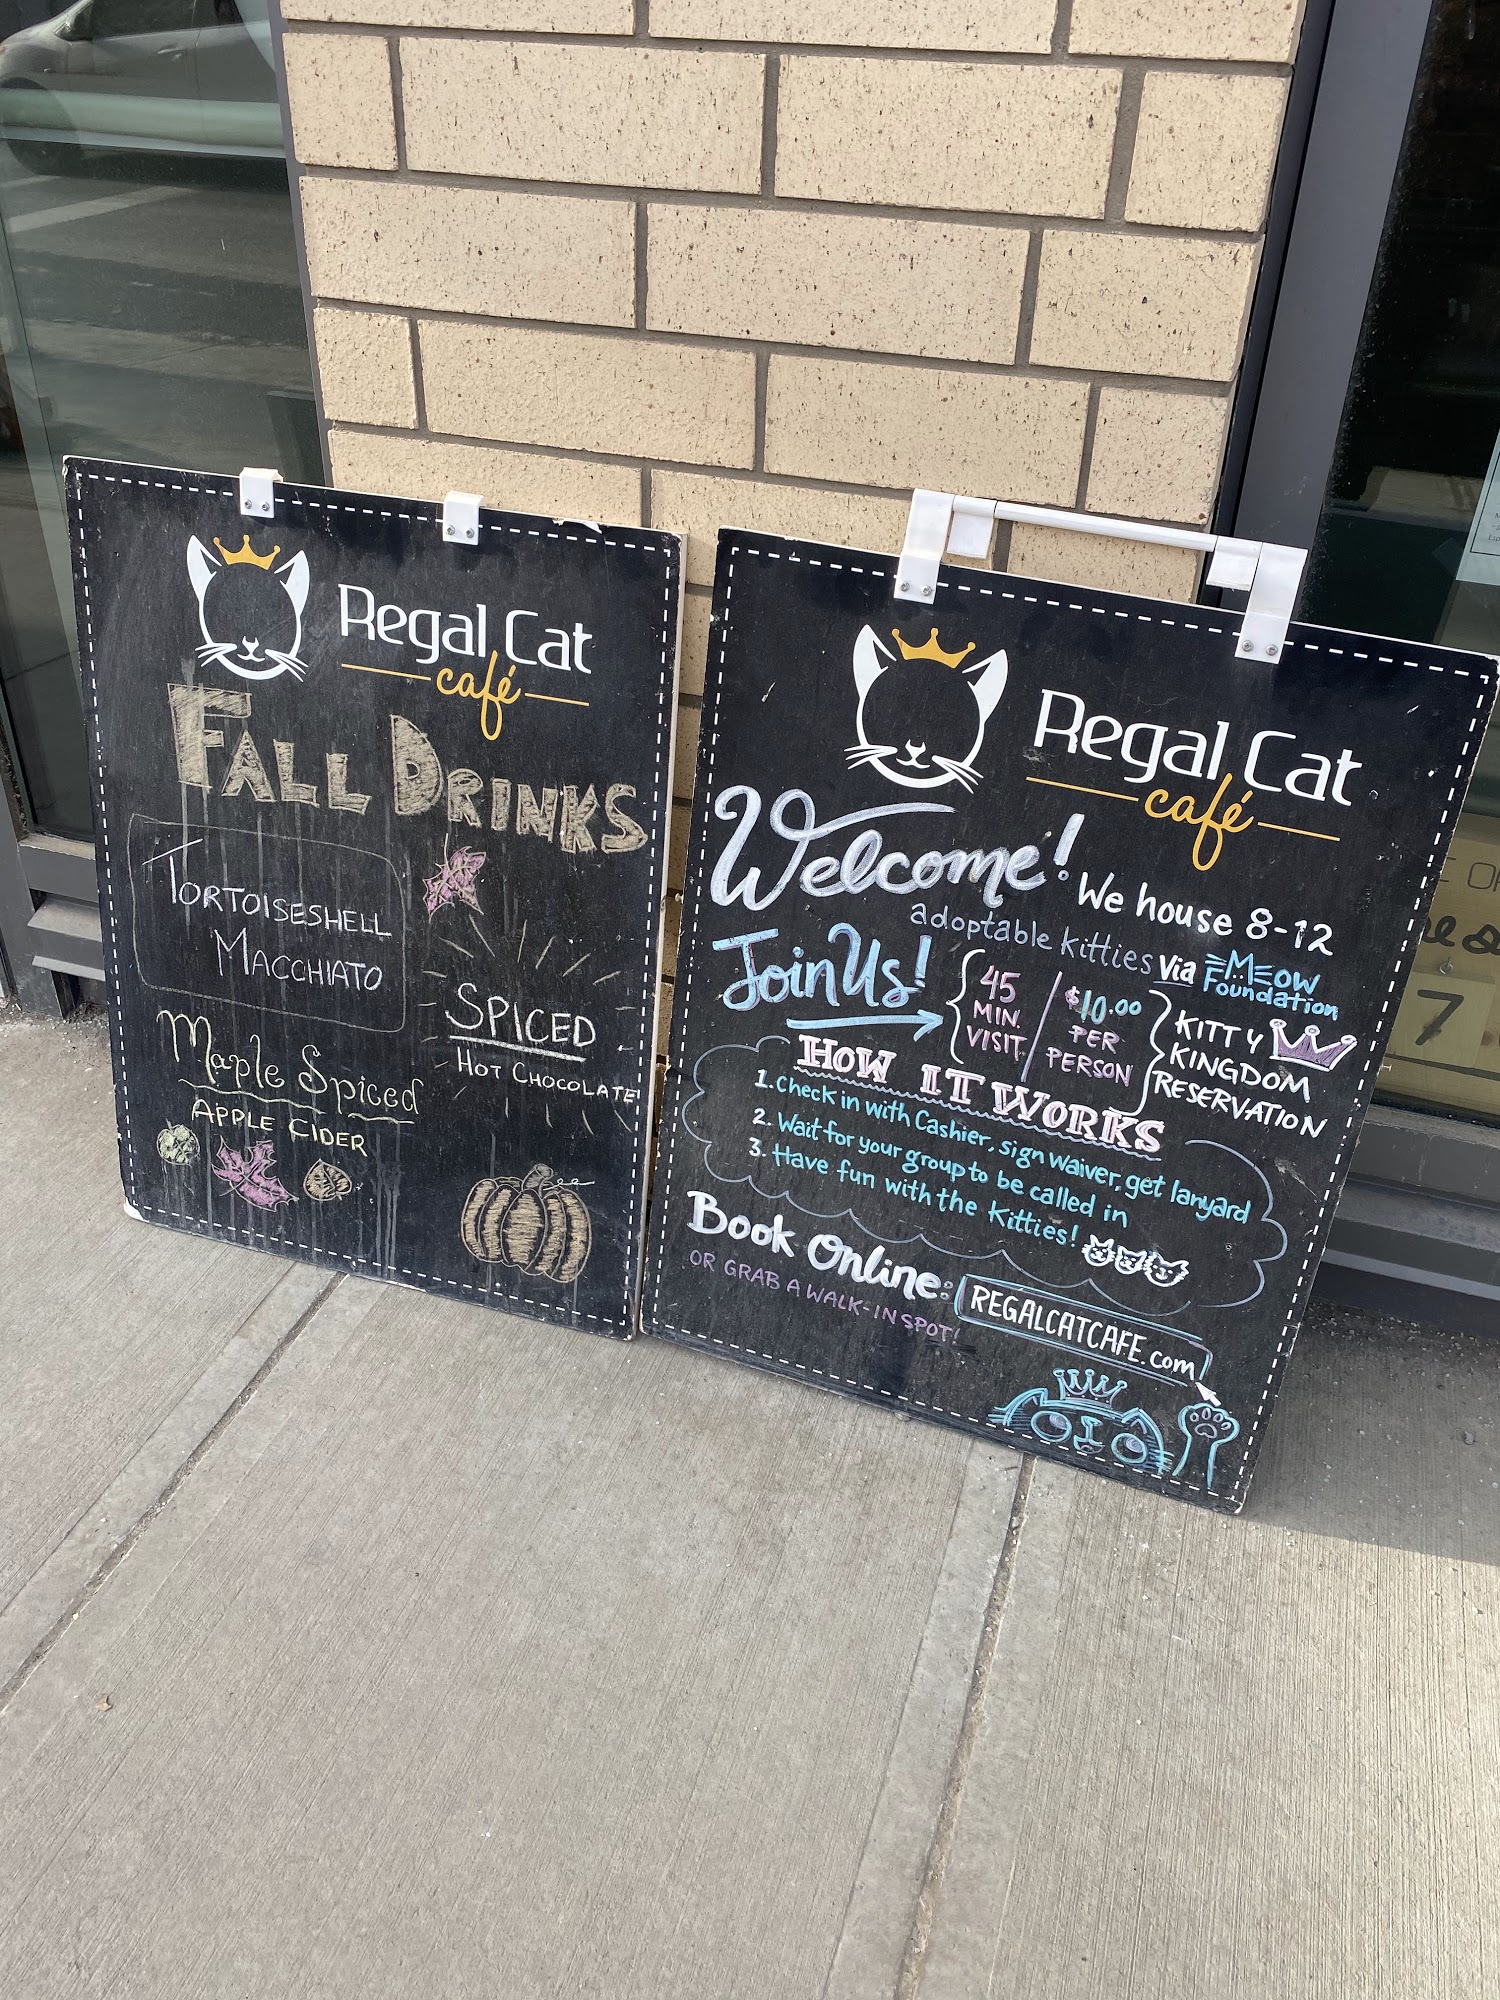 Regal Cat
café
FALL DRINKS
TORTOISESHELL
MACCHIATO
SPICED
HOT CHOCOLATE
Maple Spiced
APPLE CIDER
Regal Cat
café
Welcome! We house 8-12
adoptable kitties via MEOW
Foundation
Join Us!
45
MIN.
VISIT
$10.00
PER
PERSON
KITTY
KINGDOM
RESERVATION
HOW IT WORKS
1. Check in with Cashier, sign waiver, get lanyard
2. Wait for your group to be called in
3. Have fun with the Kitties!
Book Online: REGALCATCAFE.com
OR GRAB A WALK-IN SPOT!
7